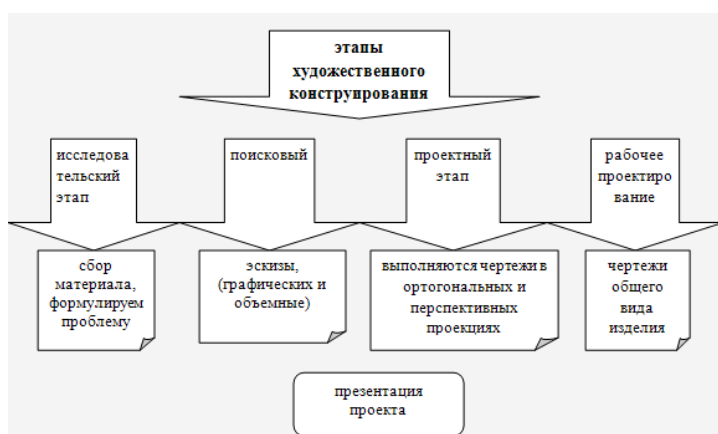 этапы
художественного
конструирования
исследова
тельский
этап
поисковый
проектный
этап
рабочее
проектиро
вание
сбор
материала,
формулируем
проблему
эскизы,
(графических и
объемные)
выполняются чертежи в
ортогональных и
перспективных
проекциях
чертежи
общего
вида
изделия
презентация
проекта